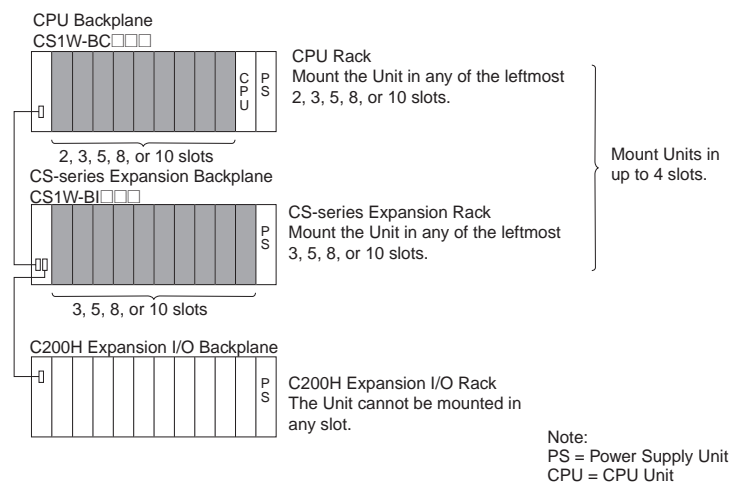 CPU Backplane
CS1W-BC□□□
CPU
PS
CPU Rack
Mount the Unit in any of the leftmost
2, 3, 5, 8, or 10 slots.
2, 3, 5, 8, or 10 slots
Mount Units in
up to 4 slots.
CS-series Expansion Backplane
CS1W-BI□□□
PS
CS-series Expansion Rack
Mount the Unit in any of the leftmost
3, 5, 8, or 10 slots.
3, 5, 8, or 10 slots
C200H Expansion I/O Backplane
PS
C200H Expansion I/O Rack
The Unit cannot be mounted in
any slot.
Note:
PS = Power Supply Unit
CPU = CPU Unit